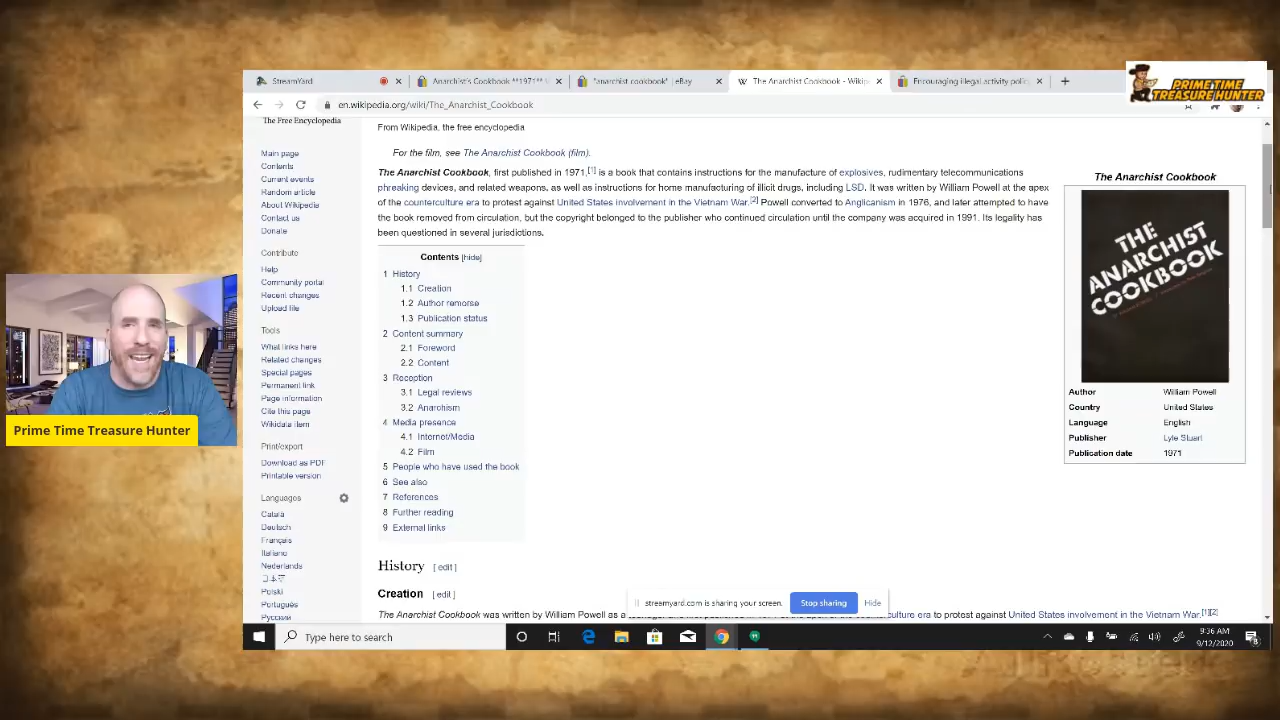 StreamYard
Anarchist's Cookbook **1971**
"anarchist cookbook" | eBay
The Anarchist Cookbook - Wikip
Encouraging illegal activity polic
PRIME TIME
TREASURE HUNTER
en.wikipedia.org/wiki/The_Anarchist_Cookbook
The Free Encyclopedia
Main page
Contents
Current events
Random article
About Wikipedia
Contact us
Donate
Contribute
Help
Community portal
Recent changes
Upload file
Tools
What links here
Related changes
Special pages
Permanent link
Page information
Cite this page
Wikidata item
Print/export
Download as PDF
Printable version
Languages
Català
Deutsch
Français
Italiano
Nederlands
Polski
Português
Русский
From Wikipedia, the free encyclopedia
For the film, see The Anarchist Cookbook (film).
The Anarchist Cookbook, first published in 1971,[1] is a book that contains instructions for the manufacture of explosives, rudimentary telecommunications
phreaking devices, and related weapons, as well as instructions for home manufacturing of illicit drugs, including LSD. It was written by William Powell at the apex
of the counterculture era to protest against United States involvement in the Vietnam War.[2] Powell converted to Anglicanism in 1976, and later attempted to have
the book removed from circulation, but the copyright belonged to the publisher who continued circulation until the company was acquired in 1991. Its legality has
been questioned in several jurisdictions.
Contents [hide]
1 History
1.1 Creation
1.2 Author remorse
1.3 Publication status
2 Content summary
2.1 Foreword
2.2 Content
3 Reception
3.1 Legal reviews
3.2 Anarchism
4 Media presence
4.1 Internet/Media
4.2 Film
5 People who have used the book
6 See also
7 References
8 Further reading
9 External links
History [ edit ]
Creation [ edit ]
The Anarchist Cookbook was written by William Powell as a
culture era to protest against United States involvement in the Vietnam War.[1][2]
The Anarchist Cookbook
THE
ANARCHIST
COOKBOOK
Author William Powell
Country United States
Language English
Publisher Lyle Stuart
Publication date 1971
Prime Time Treasure Hunter
streamyard.com is sharing your screen.
Stop sharing
Hide
Type here to search
9:36 AM
9/12/2020